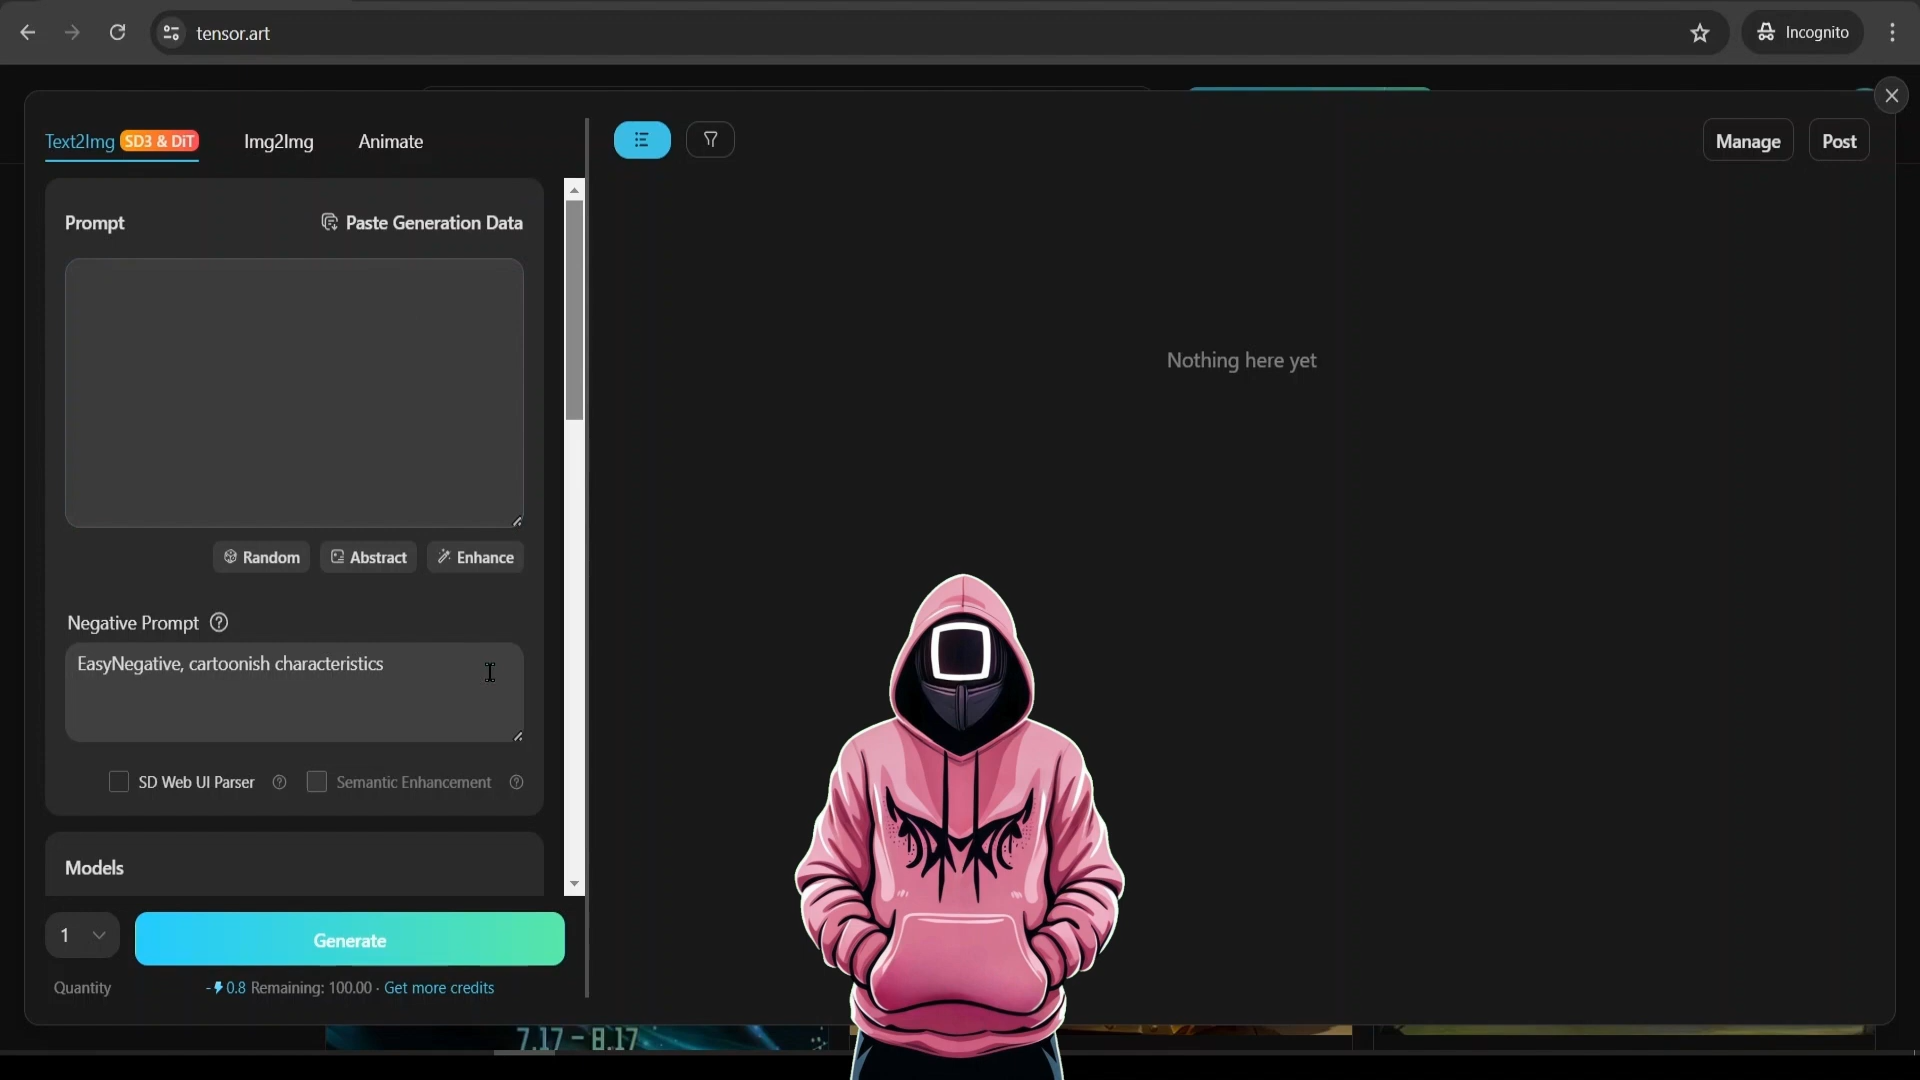 tensor.art
Incognito
Text2Img SD3 & DiT Img2Img Animate
Manage Post
Prompt Paste Generation Data
Nothing here yet
Random Abstract Enhance
Negative Prompt
EasyNegative, cartoonish characteristics
SD Web UI Parser Semantic Enhancement
Models
1 Generate
Quantity -0.8 Remaining: 100.00 · Get more credits
7.17 - 8.17